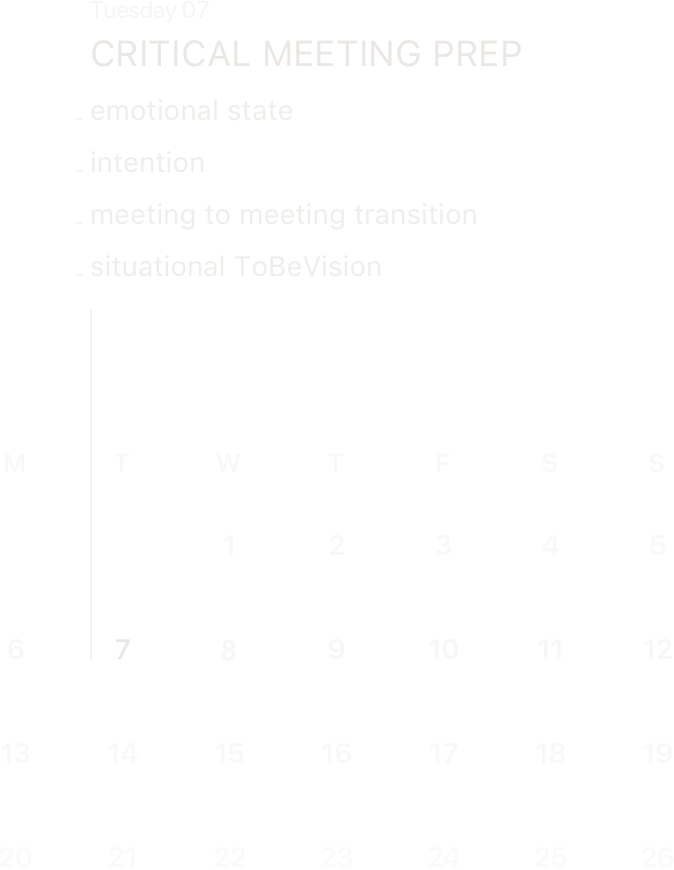 Tuesday 07
CRITICAL MEETING PREP
- emotional state
- intention
- meeting to meeting transition
- situational ToBeVision
M T W T F S S
1 2 3 4 5
6 7 8 9 10 11 12
13 14 15 16 17 18 19
20 21 22 23 24 25 26